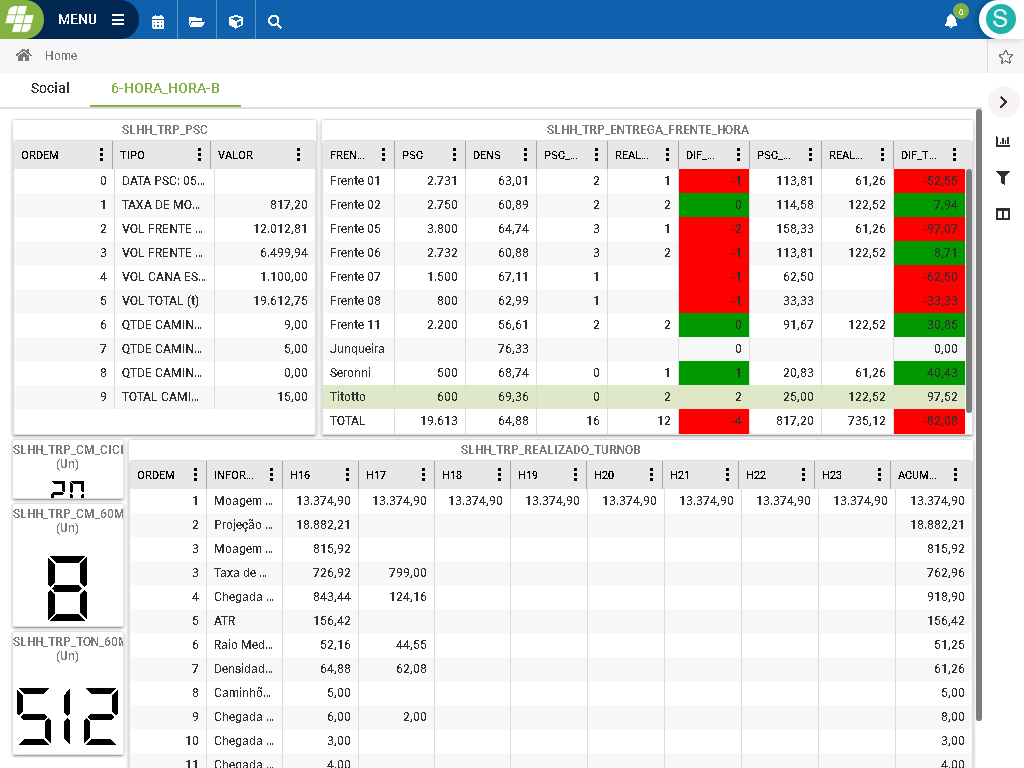 MENU
0
S
Home
Social 6-HORA_HORA-B
SLHH_TRP_PSC
ORDEM TIPO VALOR
0 DATA PSC: 05...
1 TAXA DE MO... 817,20
2 VOL FRENTE ... 12.012,81
3 VOL FRENTE ... 6.499,94
4 VOL CANA ES... 1.100,00
5 VOL TOTAL (t) 19.612,75
6 QTDE CAMIN... 9,00
7 QTDE CAMIN... 5,00
8 QTDE CAMIN... 0,00
9 TOTAL CAMI... 15,00
SLHH_TRP_ENTREGA_FRENTE_HORA
FREN... PSC DENS PSC_... REAL... DIF_... PSC_... REAL... DIF_T...
Frente 01 2.731 63,01 2 1 -1 113,81 61,26 -52,55
Frente 02 2.750 60,89 2 2 0 114,58 122,52 7,94
Frente 05 3.800 64,74 3 1 -2 158,33 61,26 -97,07
Frente 06 2.732 60,88 3 2 -1 113,81 122,52 8,71
Frente 07 1.500 67,11 1 -1 62,50 -62,50
Frente 08 800 62,99 1 -1 33,33 -33,33
Frente 11 2.200 56,61 2 2 0 91,67 122,52 30,85
Junqueira 76,33 0 0,00
Seronni 500 68,74 0 1 1 20,83 61,26 40,43
Titotto 600 69,36 0 2 2 25,00 122,52 97,52
TOTAL 19.613 64,88 16 12 -4 817,20 735,12 -82,08
SLHH_TRP_CM_CICI
(Un)
20
SLHH_TRP_CM_60M
(Un)
8
SLHH_TRP_TON_60M
(Un)
512
SLHH_TRP_REALIZADO_TURNOB
ORDEM INFOR... H16 H17 H18 H19 H20 H21 H22 H23 ACUM...
1 Moagem ... 13.374,90 13.374,90 13.374,90 13.374,90 13.374,90 13.374,90 13.374,90 13.374,90 13.374,90
2 Projeção ... 18.882,21 18.882,21
3 Moagem ... 815,92 815,92
3 Taxa de ... 726,92 799,00 762,96
4 Chegada ... 843,44 124,16 918,90
5 ATR 156,42 156,42
6 Raio Med... 52,16 44,55 51,25
7 Densidad... 64,88 62,08 61,26
8 Caminhõ... 5,00 5,00
9 Chegada ... 6,00 2,00 8,00
10 Chegada ... 3,00 3,00
11 Chegada ... 4,00 4,00